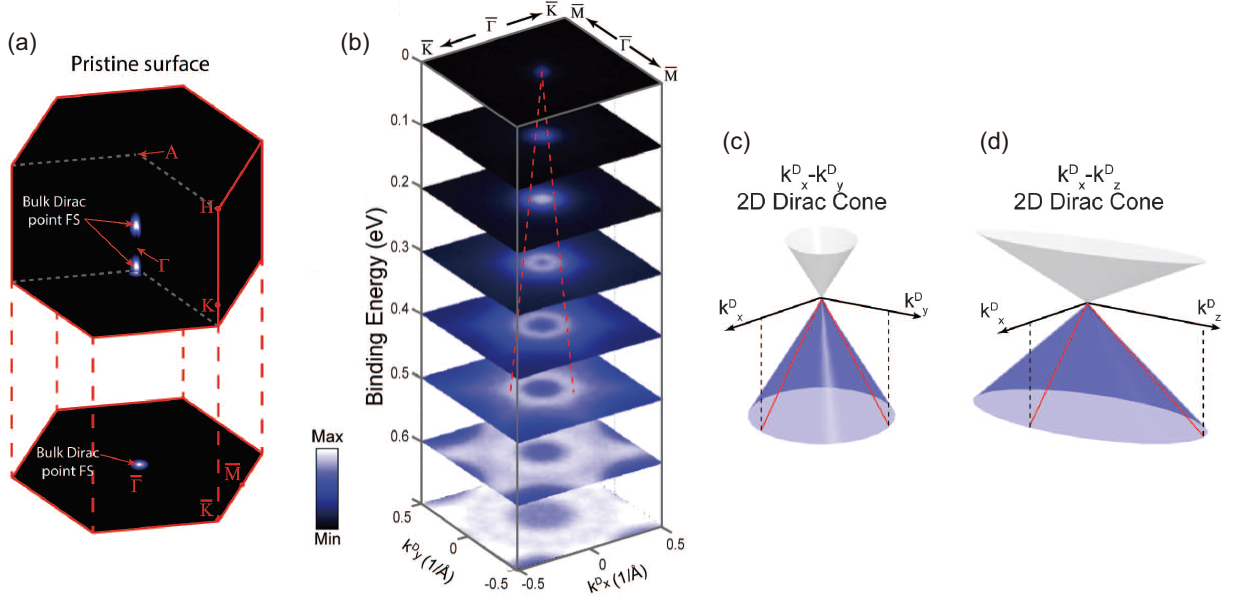 (a)
Pristine surface
A
H
Bulk Dirac
point FS
Γ
K
Bulk Dirac
point FS
Γ̅
M̅
K̅
(b)
K̅ Γ̅ K̅
M̅ Γ̅ M̅
0
0.1
0.2
0.3
0.4
0.5
0.6
Binding Energy (eV)
Max
Min
0.5
0
-0.5
kᴰy (1/Å)
-0.5
0
0.5
kᴰx (1/Å)
(c)
kᴰx-kᴰy
2D Dirac Cone
kᴰx
kᴰy
(d)
kᴰx-kᴰz
2D Dirac Cone
kᴰx
kᴰz